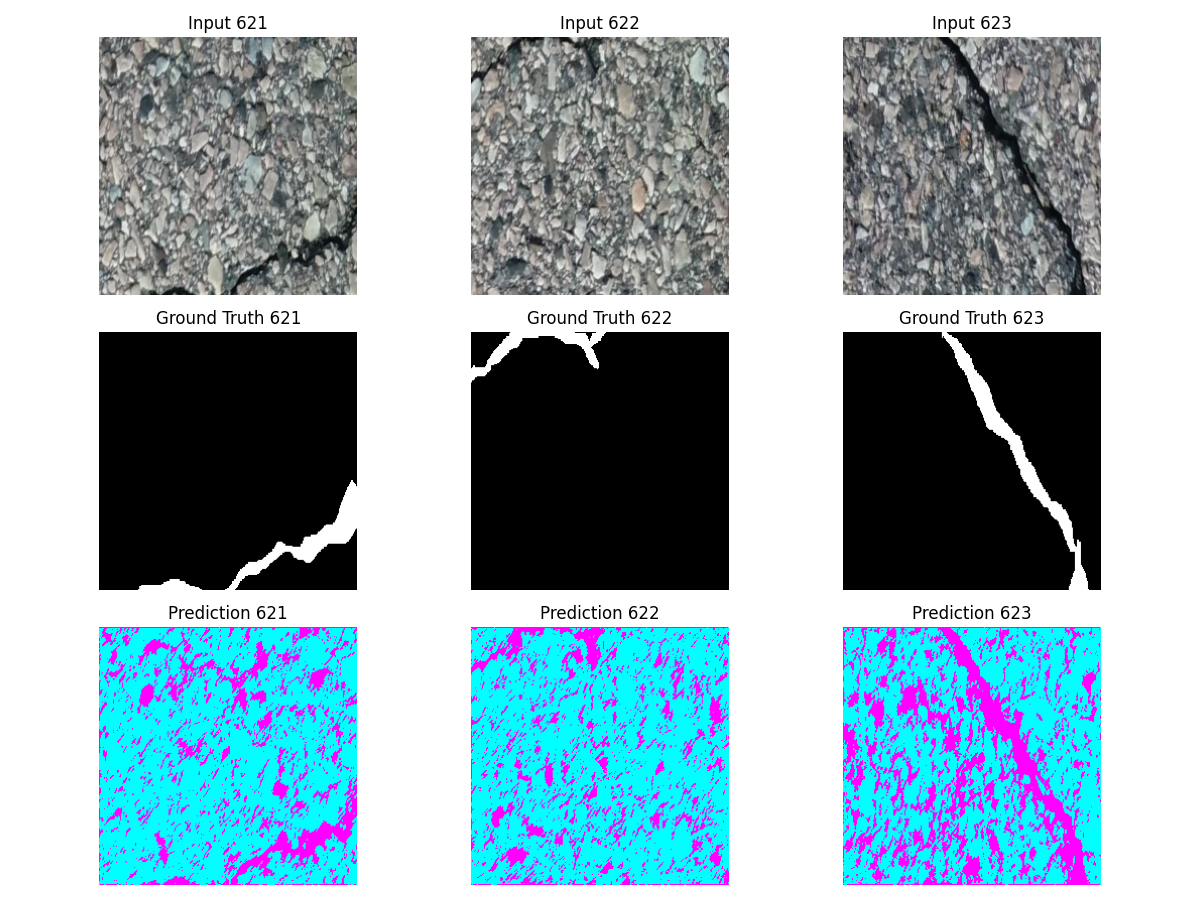 Input 621
Input 622
Input 623
Ground Truth 621
Ground Truth 622
Ground Truth 623
Prediction 621
Prediction 622
Prediction 623